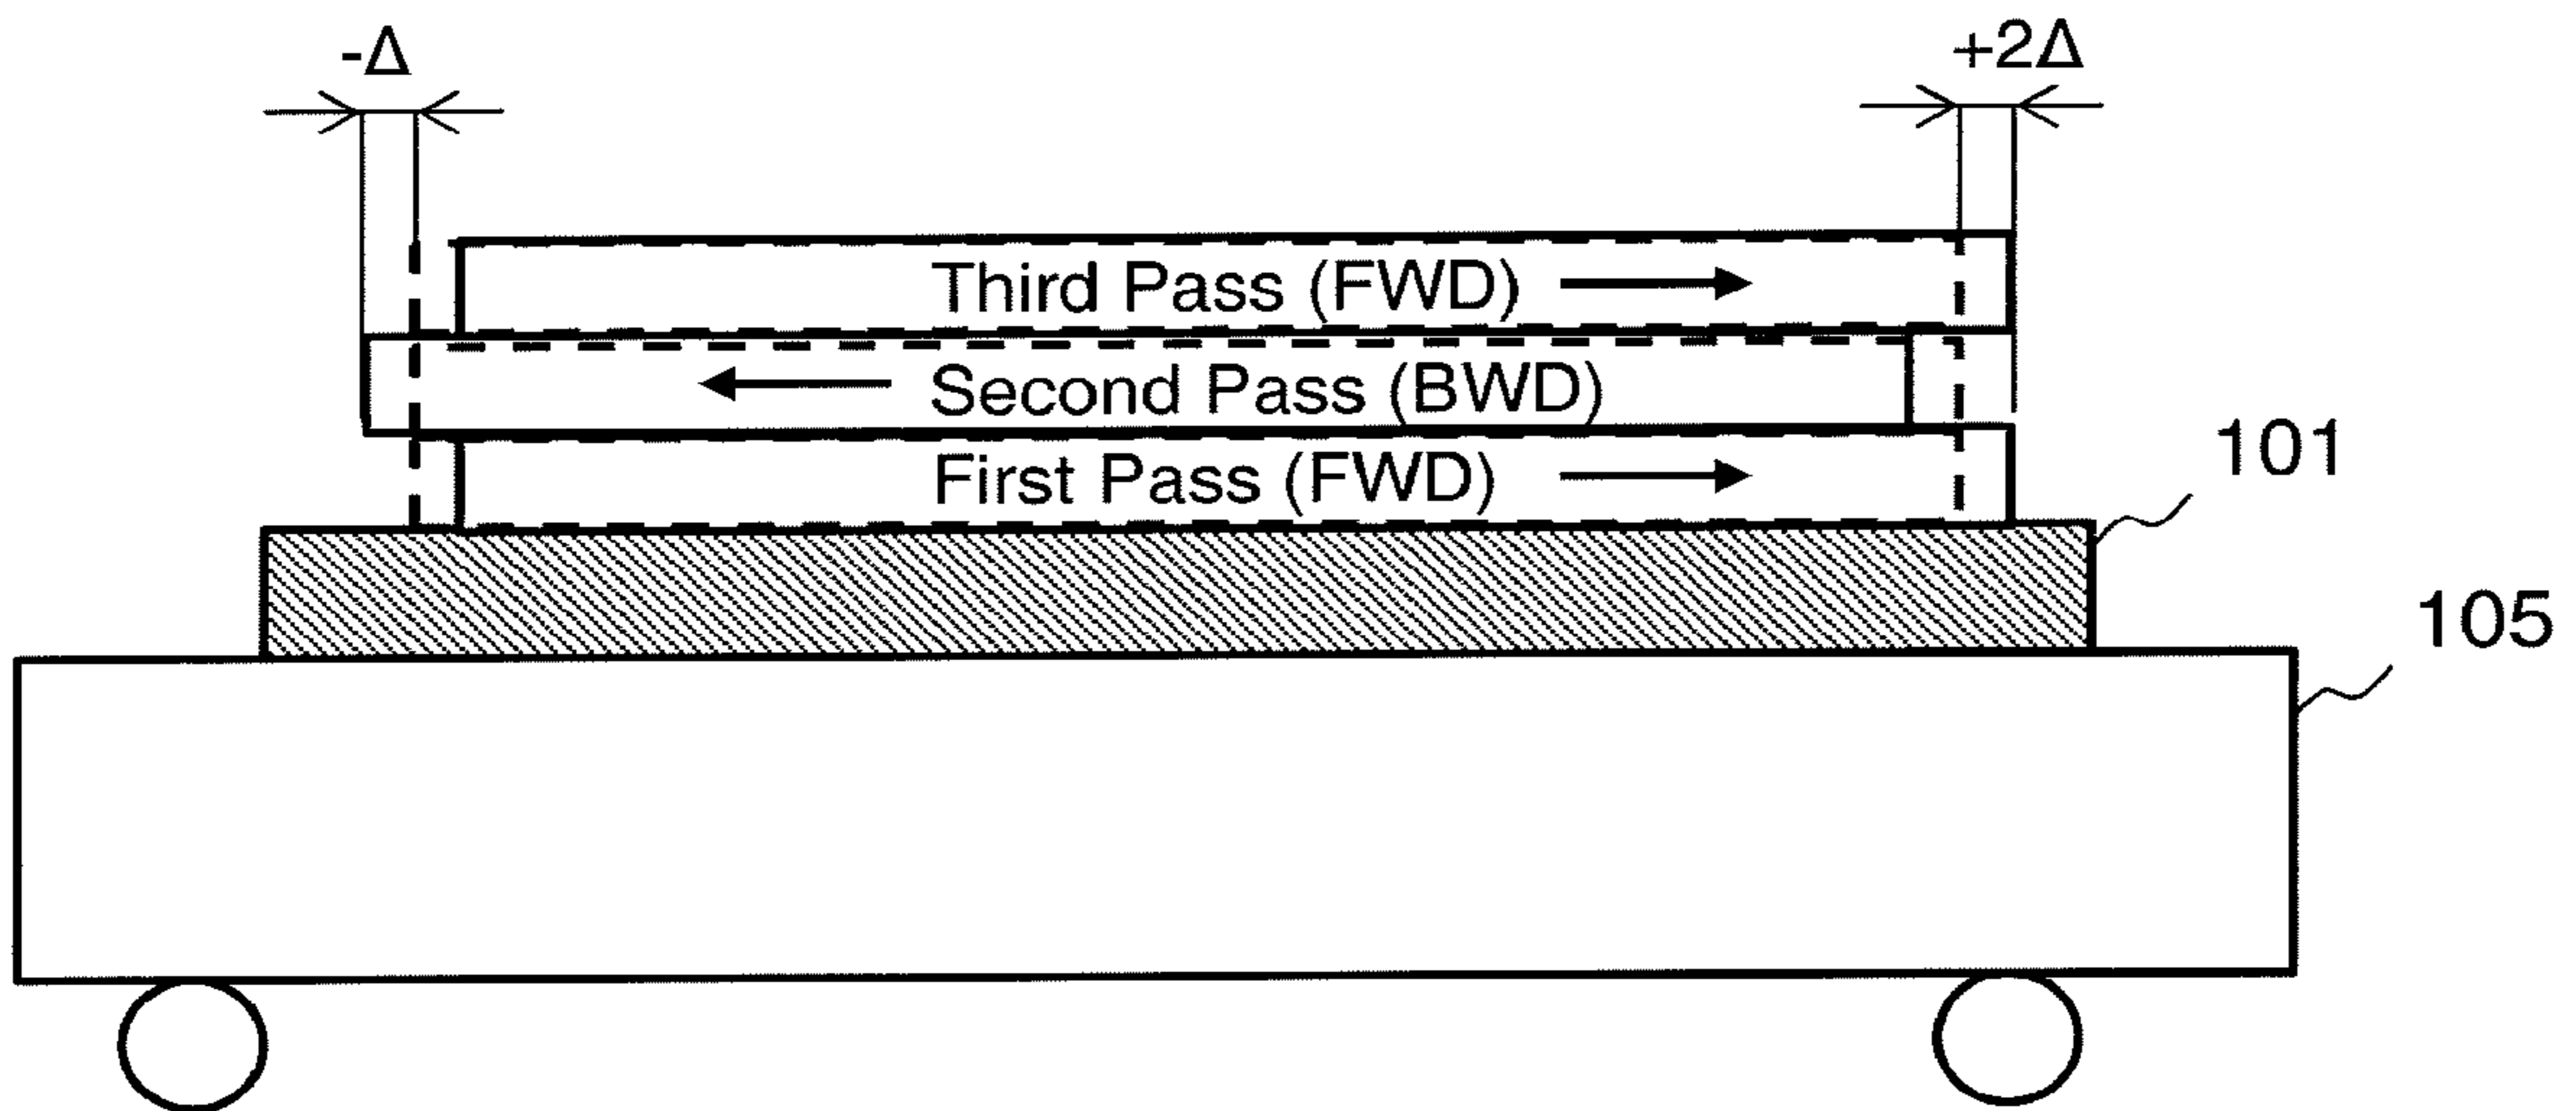 -Δ
+2Δ
Third Pass (FWD)
Second Pass (BWD)
First Pass (FWD)
101
105